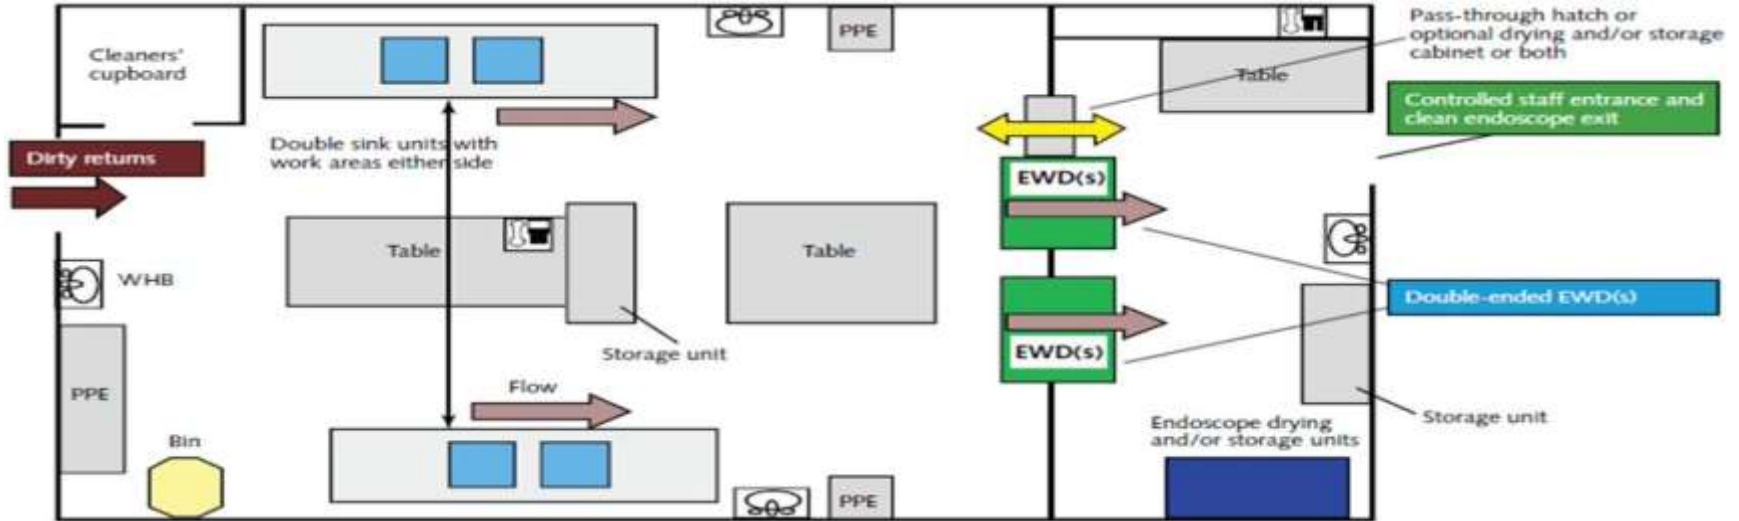 Cleaners'
cupboard
PPE
Pass-through hatch or
optional drying and/or storage
cabinet or both
Table
Controlled staff entrance and
clean endoscope exit
Dirty returns
Double sink units with
work areas either side
EWD(s)
Table
Table
WHB
Double-ended EWD(s)
Storage unit
EWD(s)
PPE
Flow
Storage unit
Bin
Endoscope drying
and/or storage units
PPE